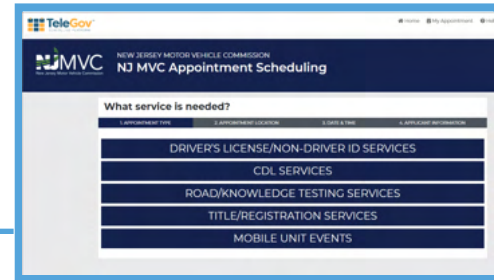 TeleGov
Home My Appointment
NJMVC
NEW JERSEY MOTOR VEHICLE COMMISSION
NJ MVC Appointment Scheduling
What service is needed?
1. APPOINTMENT TYPE 2. APPOINTMENT LOCATION 3. DATE & TIME 4. APPLICANT INFORMATION
DRIVER'S LICENSE/NON-DRIVER ID SERVICES
CDL SERVICES
ROAD/KNOWLEDGE TESTING SERVICES
TITLE/REGISTRATION SERVICES
MOBILE UNIT EVENTS